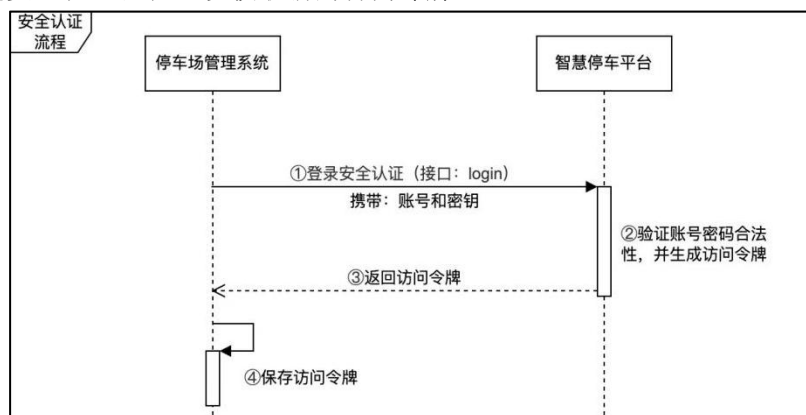 安全认证
流程
停车场管理系统
智慧停车平台
①登录安全认证（接口：login）
携带：账号和密钥
②验证账号密码合法
性，并生成访问令牌
③返回访问令牌
④保存访问令牌